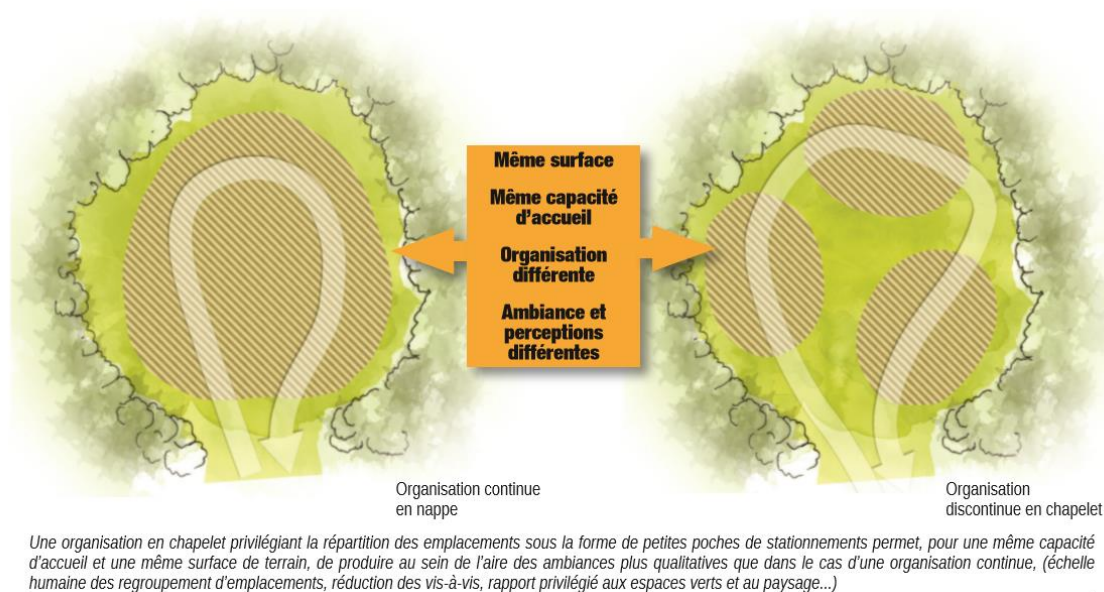 Même surface
Même capacité
d'accueil
Organisation
différente
Ambiance et
perceptions
différentes
Organisation continue
en nappe
Organisation
discontinue en chapelet
Une organisation en chapelet privilégiant la répartition des emplacements sous la forme de petites poches de stationnements permet, pour une même capacité
d'accueil et une même surface de terrain, de produire au sein de l'aire des ambiances plus qualitatives que dans le cas d'une organisation continue, (échelle
humaine des regroupement d'emplacements, réduction des vis-à-vis, rapport privilégié aux espaces verts et au paysage...)